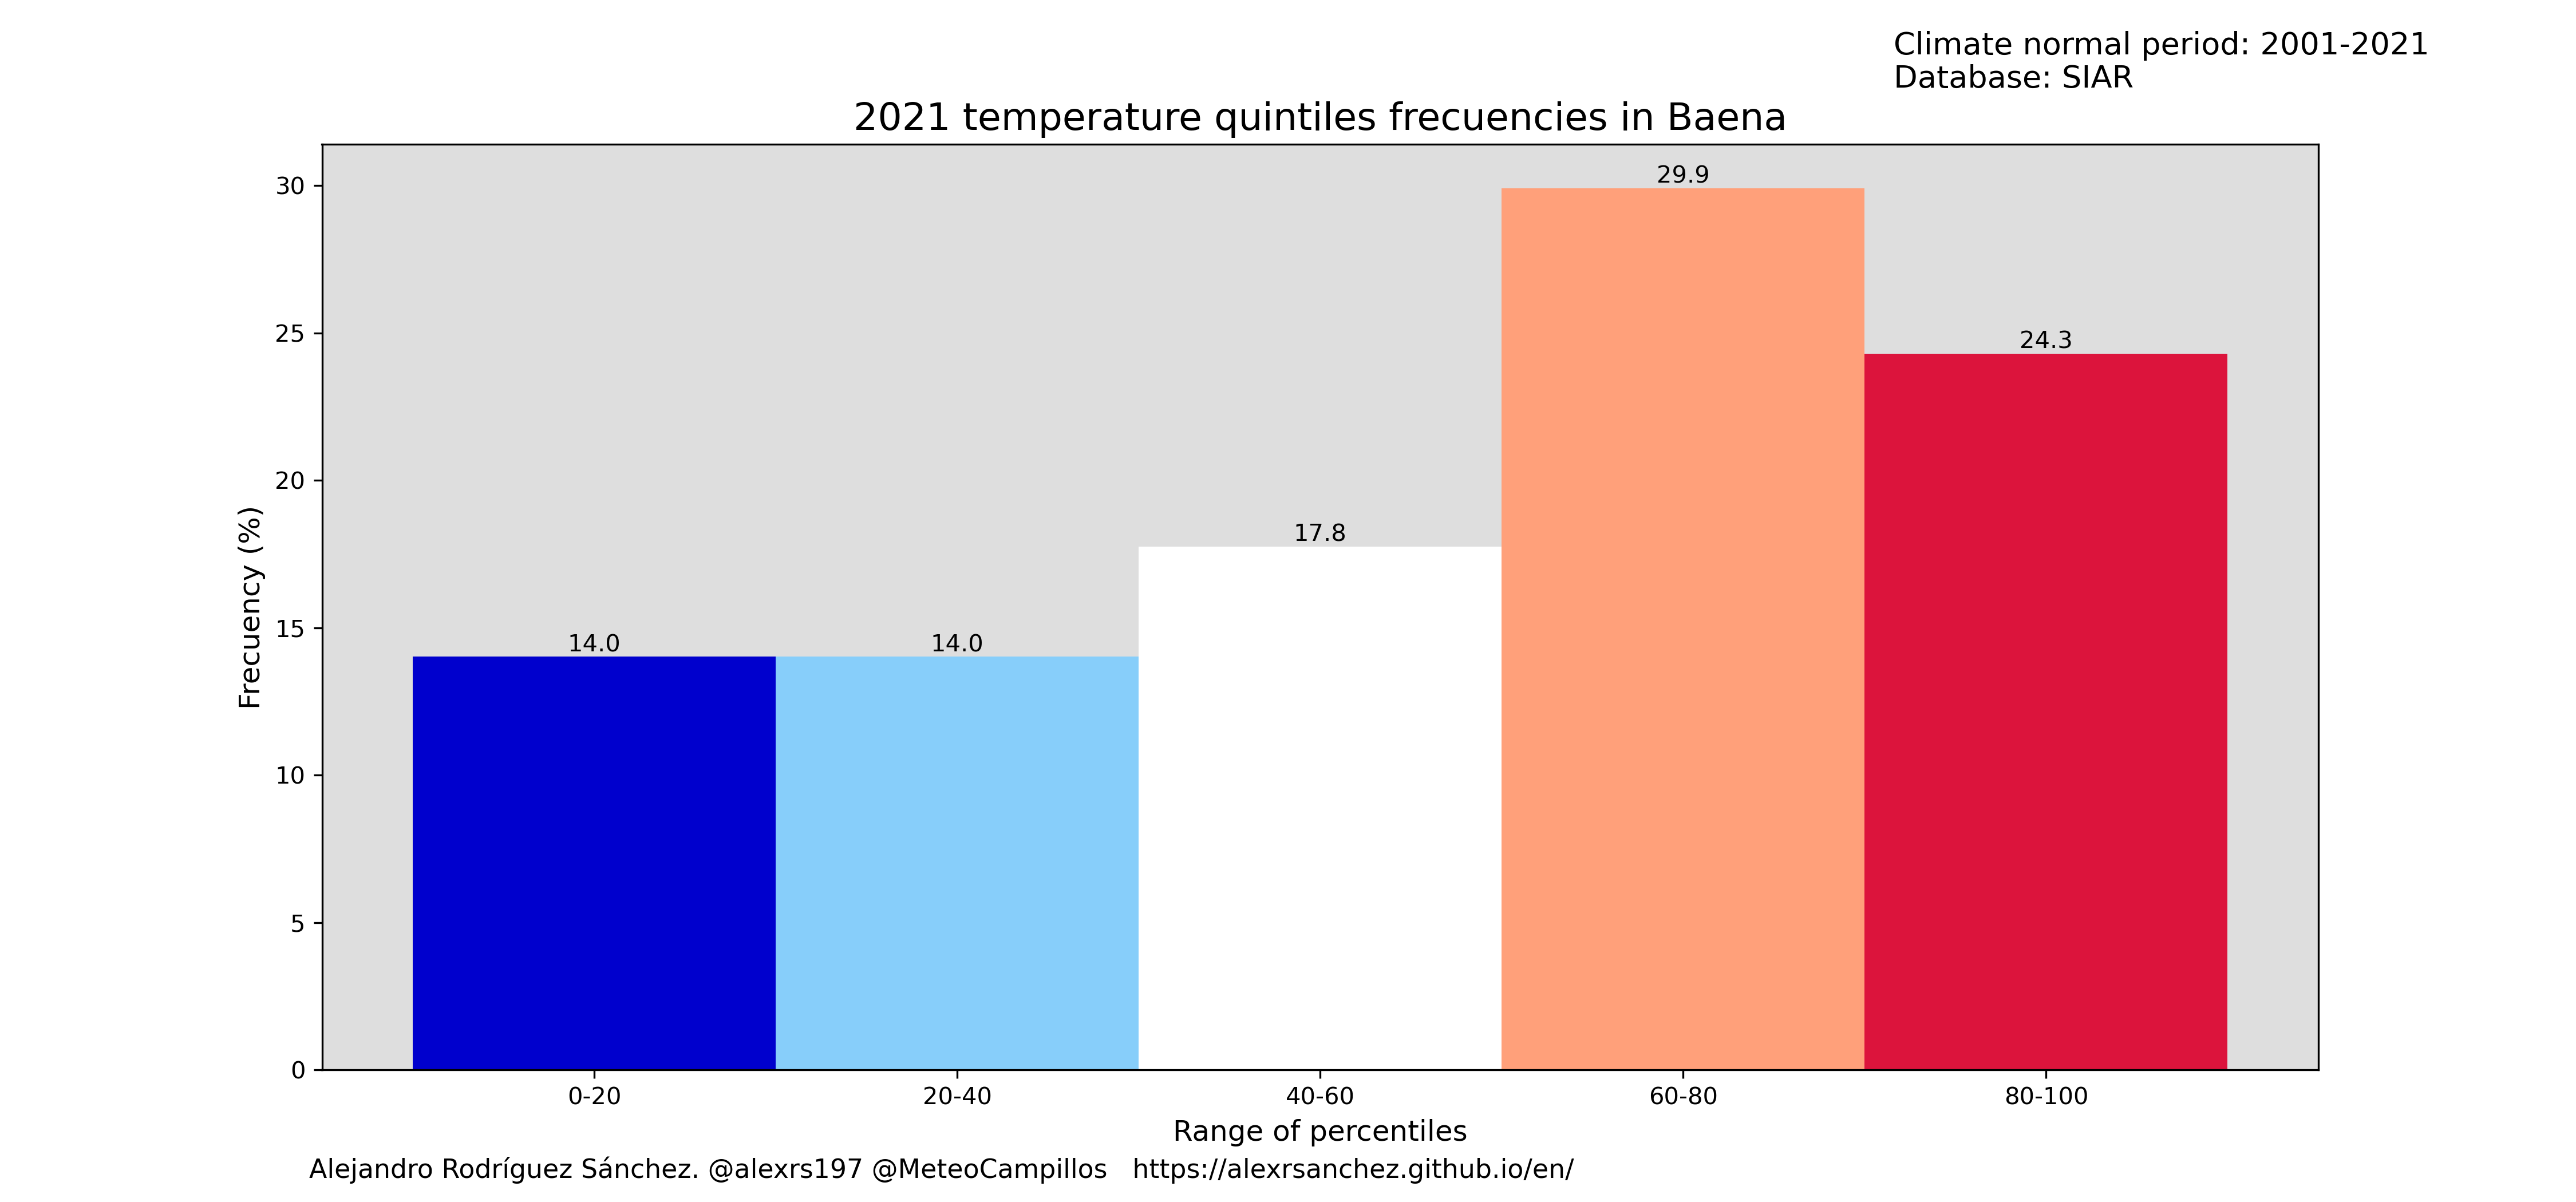 Climate normal period: 2001-2021
Database: SIAR
2021 temperature quintiles frecuencies in Baena
Frecuency (%)
30
25
20
15
10
5
0
14.0
14.0
17.8
29.9
24.3
0-20
20-40
40-60
60-80
80-100
Range of percentiles
Alejandro Rodríguez Sánchez. @alexrs197 @MeteoCampillos https://alexrsanchez.github.io/en/